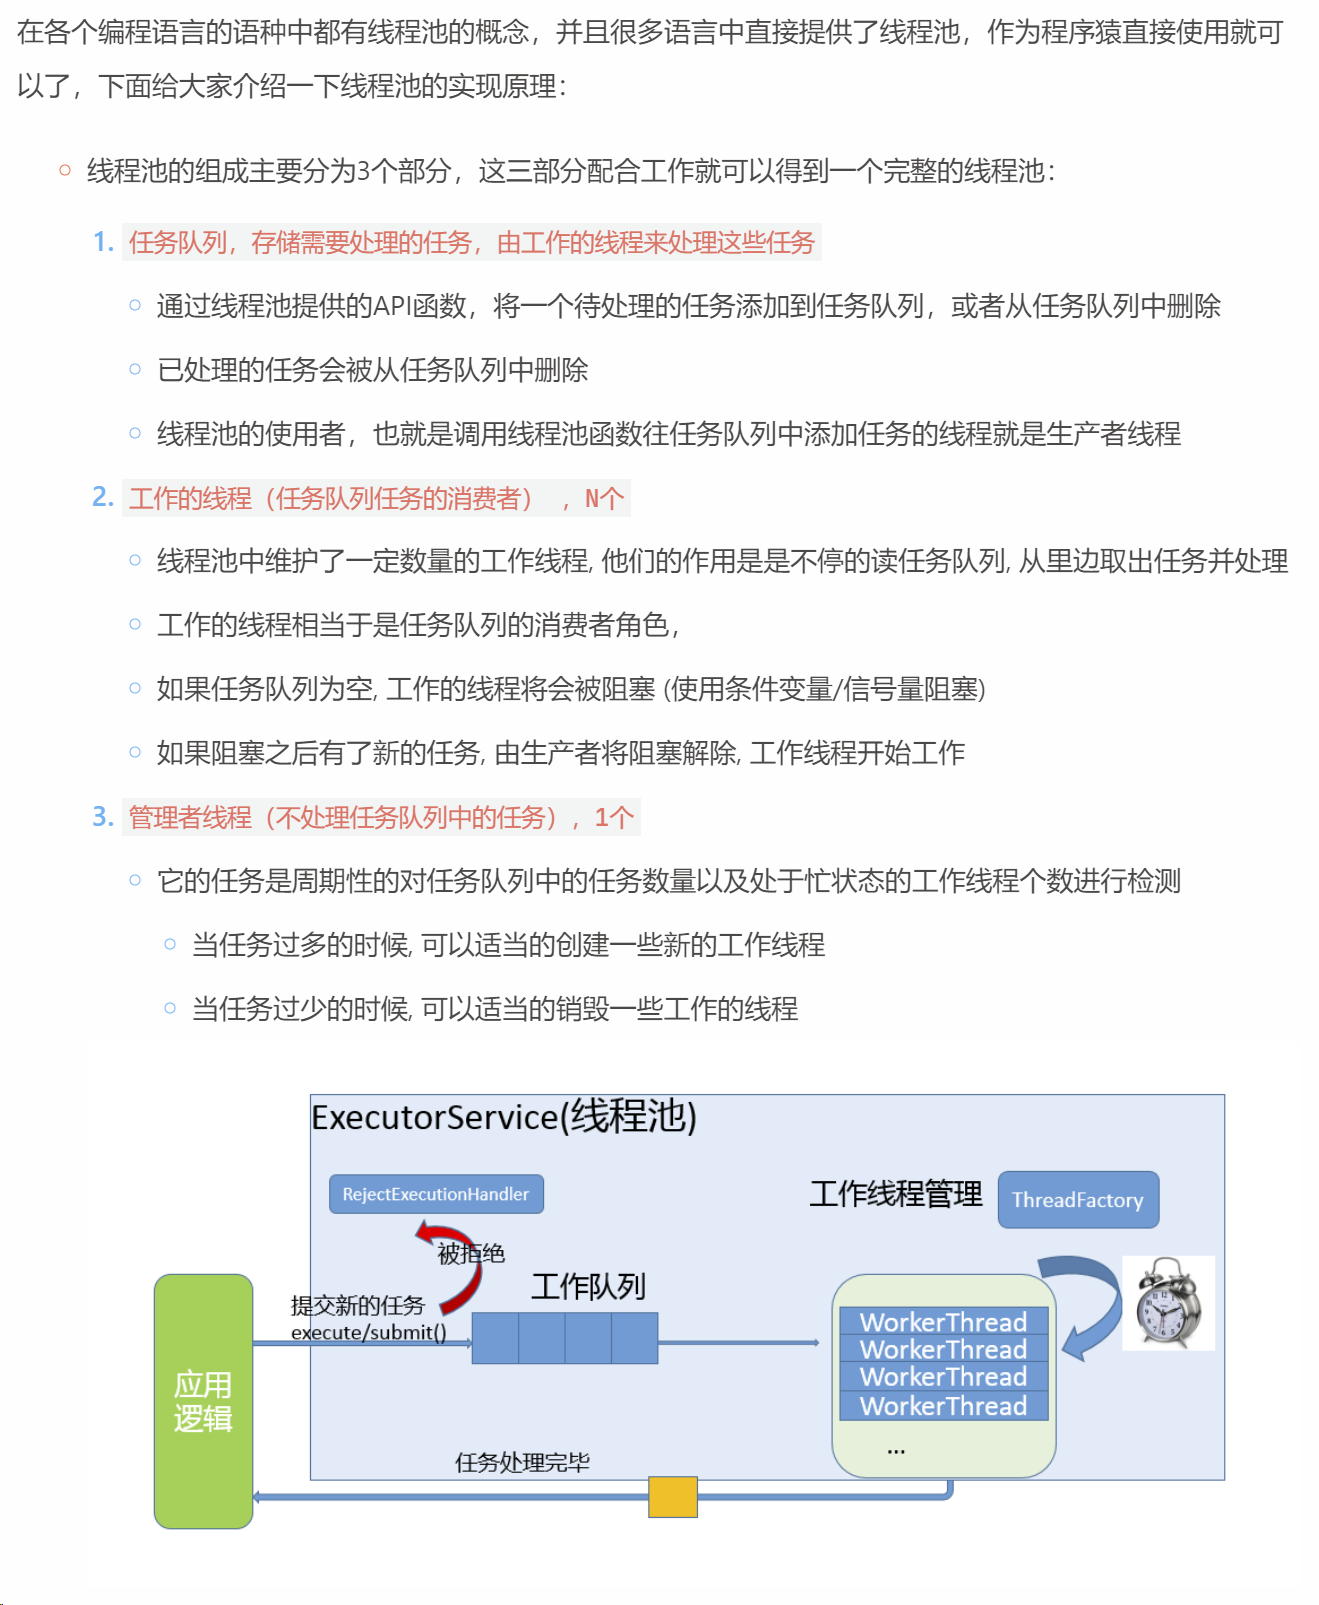 在各个编程语言的语种中都有线程池的概念，并且很多语言中直接提供了线程池，作为程序猿直接使用就可
以了，下面给大家介绍一下线程池的实现原理：
线程池的组成主要分为3个部分，这三部分配合工作就可以得到一个完整的线程池：
1. 任务队列，存储需要处理的任务，由工作的线程来处理这些任务
通过线程池提供的API函数，将一个待处理的任务添加到任务队列，或者从任务队列中删除
已处理的任务会被从任务队列中删除
线程池的使用者，也就是调用线程池函数往任务队列中添加任务的线程就是生产者线程
2. 工作的线程（任务队列任务的消费者） ，N个
线程池中维护了一定数量的工作线程, 他们的作用是是不停的读任务队列, 从里边取出任务并处理
工作的线程相当于是任务队列的消费者角色，
如果任务队列为空, 工作的线程将会被阻塞 (使用条件变量/信号量阻塞)
如果阻塞之后有了新的任务, 由生产者将阻塞解除, 工作线程开始工作
3. 管理者线程（不处理任务队列中的任务），1个
它的任务是周期性的对任务队列中的任务数量以及处于忙状态的工作线程个数进行检测
当任务过多的时候, 可以适当的创建一些新的工作线程
当任务过少的时候, 可以适当的销毁一些工作的线程
ExecutorService(线程池)
RejectExecutionHandler
工作线程管理
ThreadFactory
被拒绝
工作队列
提交新的任务
execute/submit()
WorkerThread
WorkerThread
WorkerThread
WorkerThread
...
应用
逻辑
任务处理完毕